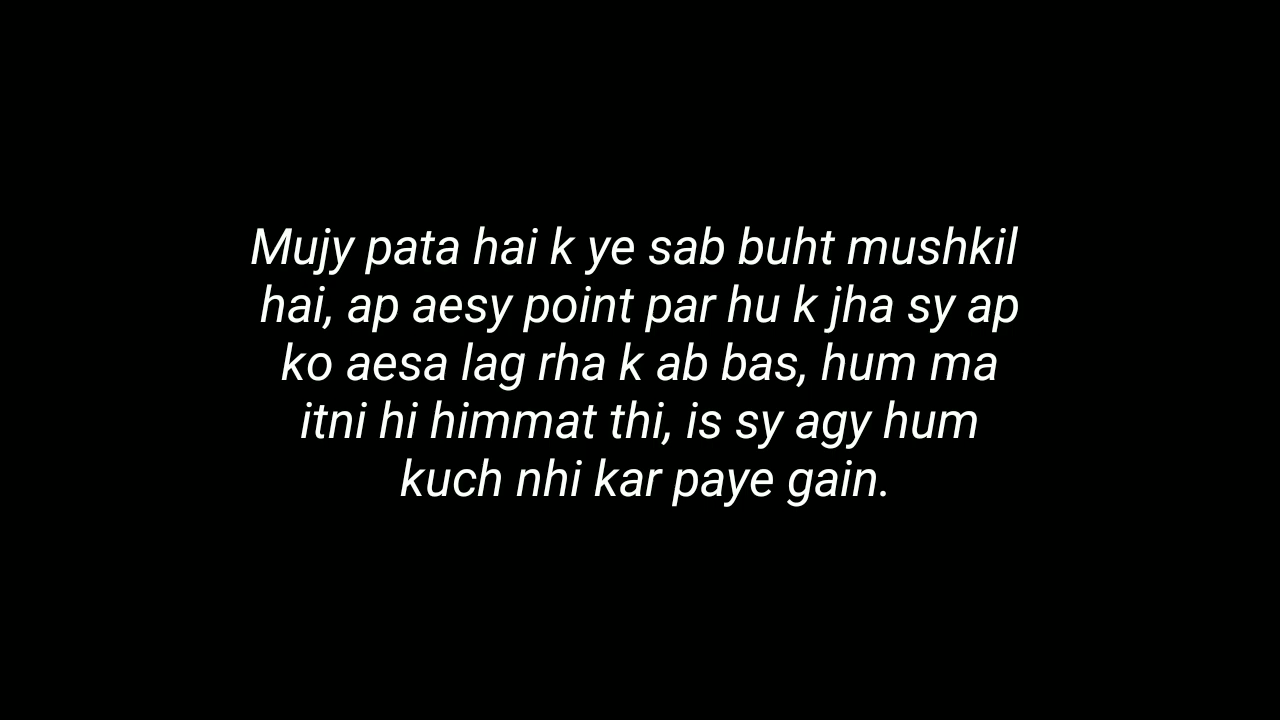 Mujy pata hai k ye sab buht mushkil
hai, ap aesy point par hu k jha sy ap
ko aesa lag rha k ab bas, hum ma
itni hi himmat thi, is sy agy hum
kuch nhi kar paye gain.